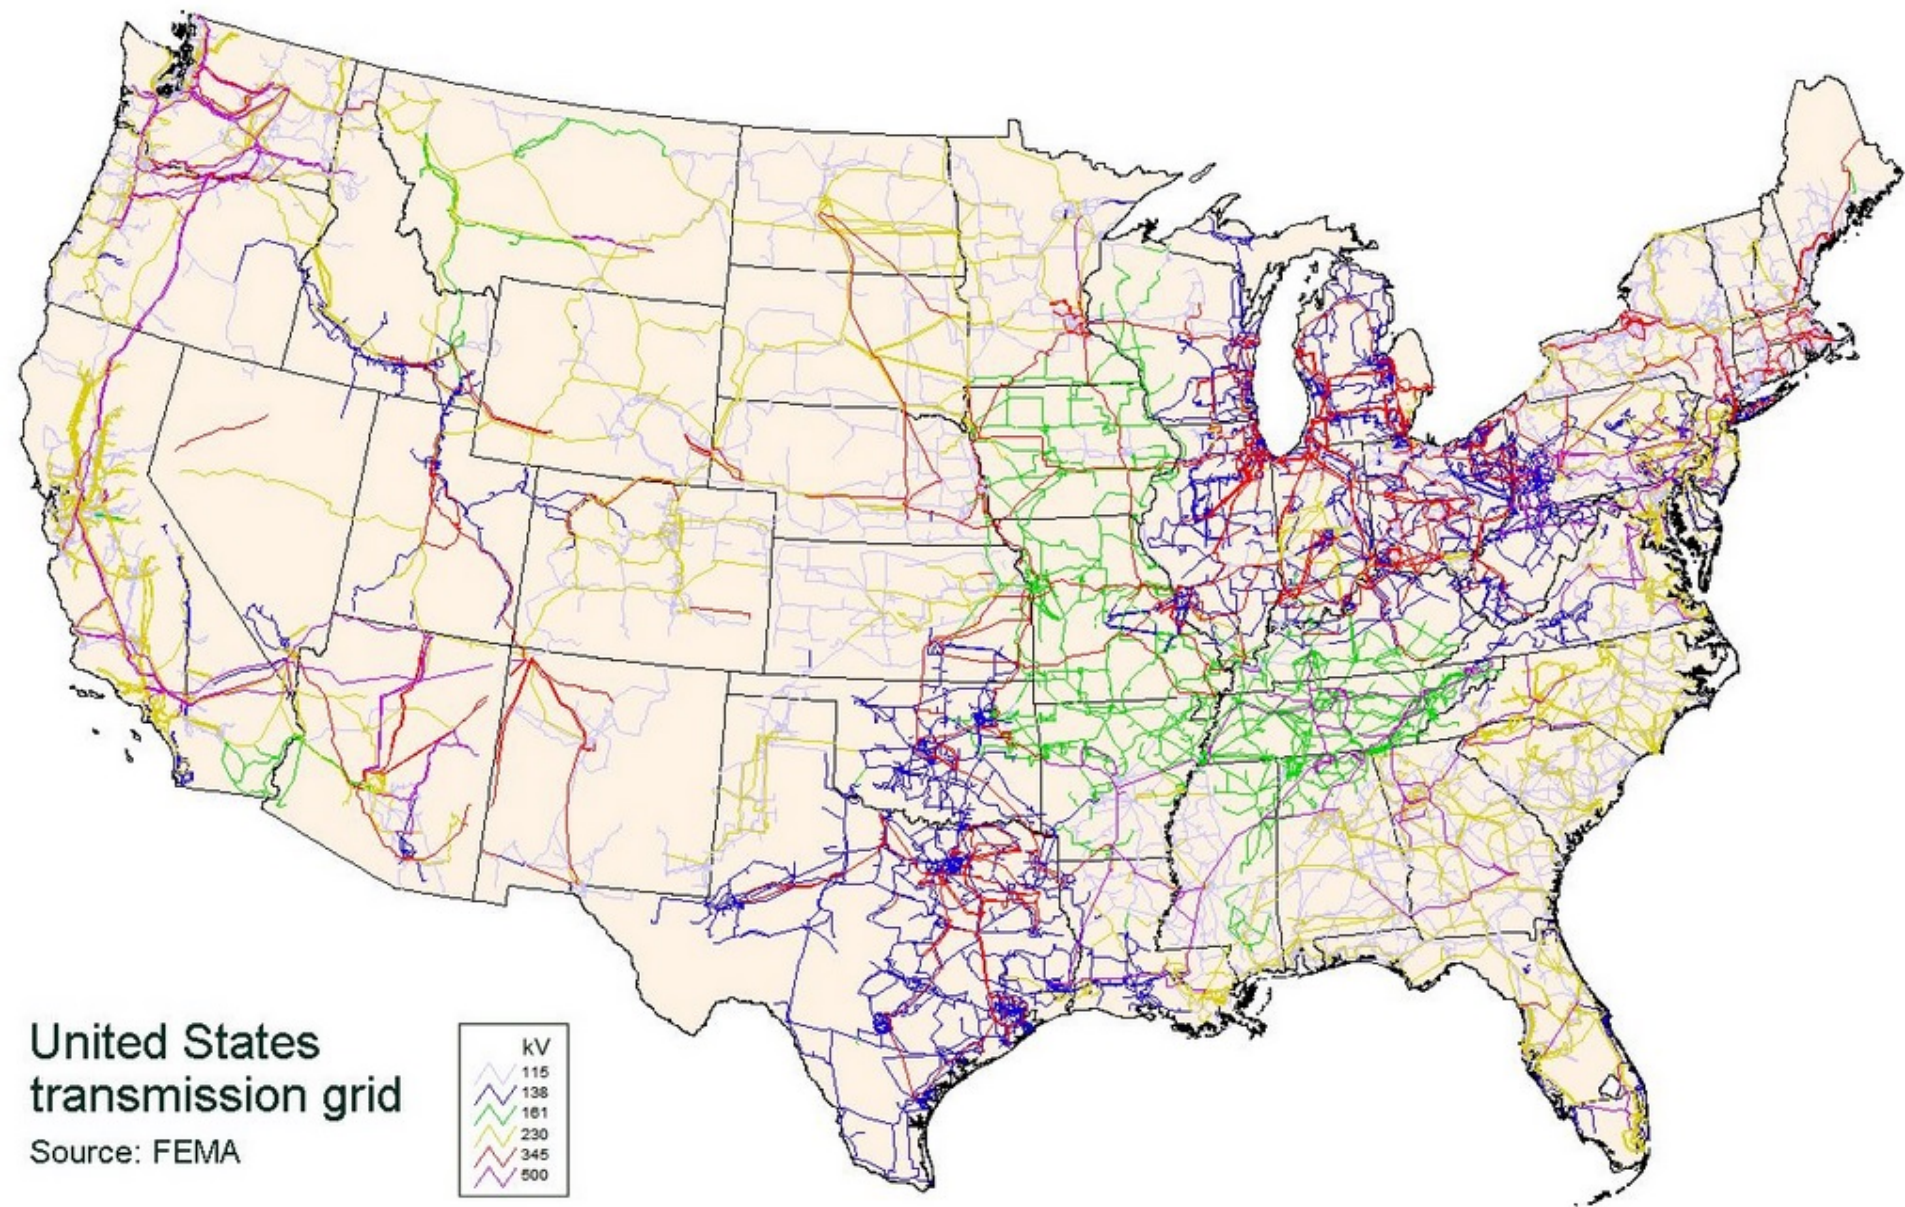 United States
transmission grid
Source: FEMA
kV
115
138
161
230
345
500